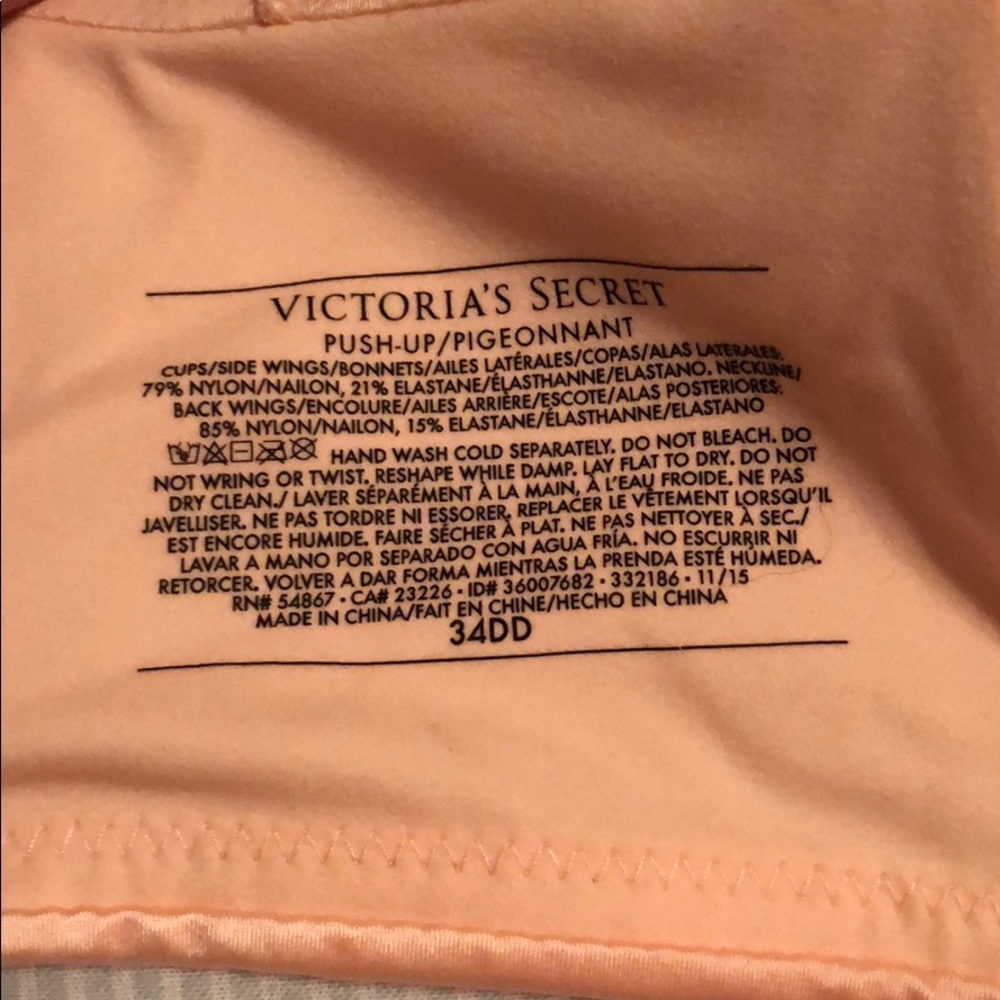 VICTORIA'S SECRET
PUSH-UP/PIGEONNANT
CUPS/SIDE WINGS/BONNETS/AILES LATÉRALES/COPAS/ALAS LATERALES:
79% NYLON/NAILON, 21% ELASTANE/ÉLASTHANNE/ELASTANO. NECKLINE/
BACK WINGS/ENCOLURE/AILES ARRIÈRE/ESCOTE/ALAS POSTERIORES:
85% NYLON/NAILON, 15% ELASTANE/ÉLASTHANNE/ELASTANO
HAND WASH COLD SEPARATELY. DO NOT BLEACH. DO
NOT WRING OR TWIST. RESHAPE WHILE DAMP. LAY FLAT TO DRY. DO NOT
DRY CLEAN./ LAVER SÉPARÉMENT À LA MAIN, À L'EAU FROIDE. NE PAS
JAVELLISER. NE PAS TORDRE NI ESSORER, REPLACER LE VÊTEMENT LORSQU'IL
EST ENCORE HUMIDE. FAIRE SÉCHER À PLAT. NE PAS NETTOYER À SEC./
LAVAR A MANO POR SEPARADO CON AGUA FRÍA. NO ESCURRIR NI
RETORCER. VOLVER A DAR FORMA MIENTRAS LA PRENDA ESTÉ HÚMEDA.
RN# 54867 • CA# 23226 • ID# 36007682 • 332186 • 11/15
MADE IN CHINA/FAIT EN CHINE/HECHO EN CHINA
34DD